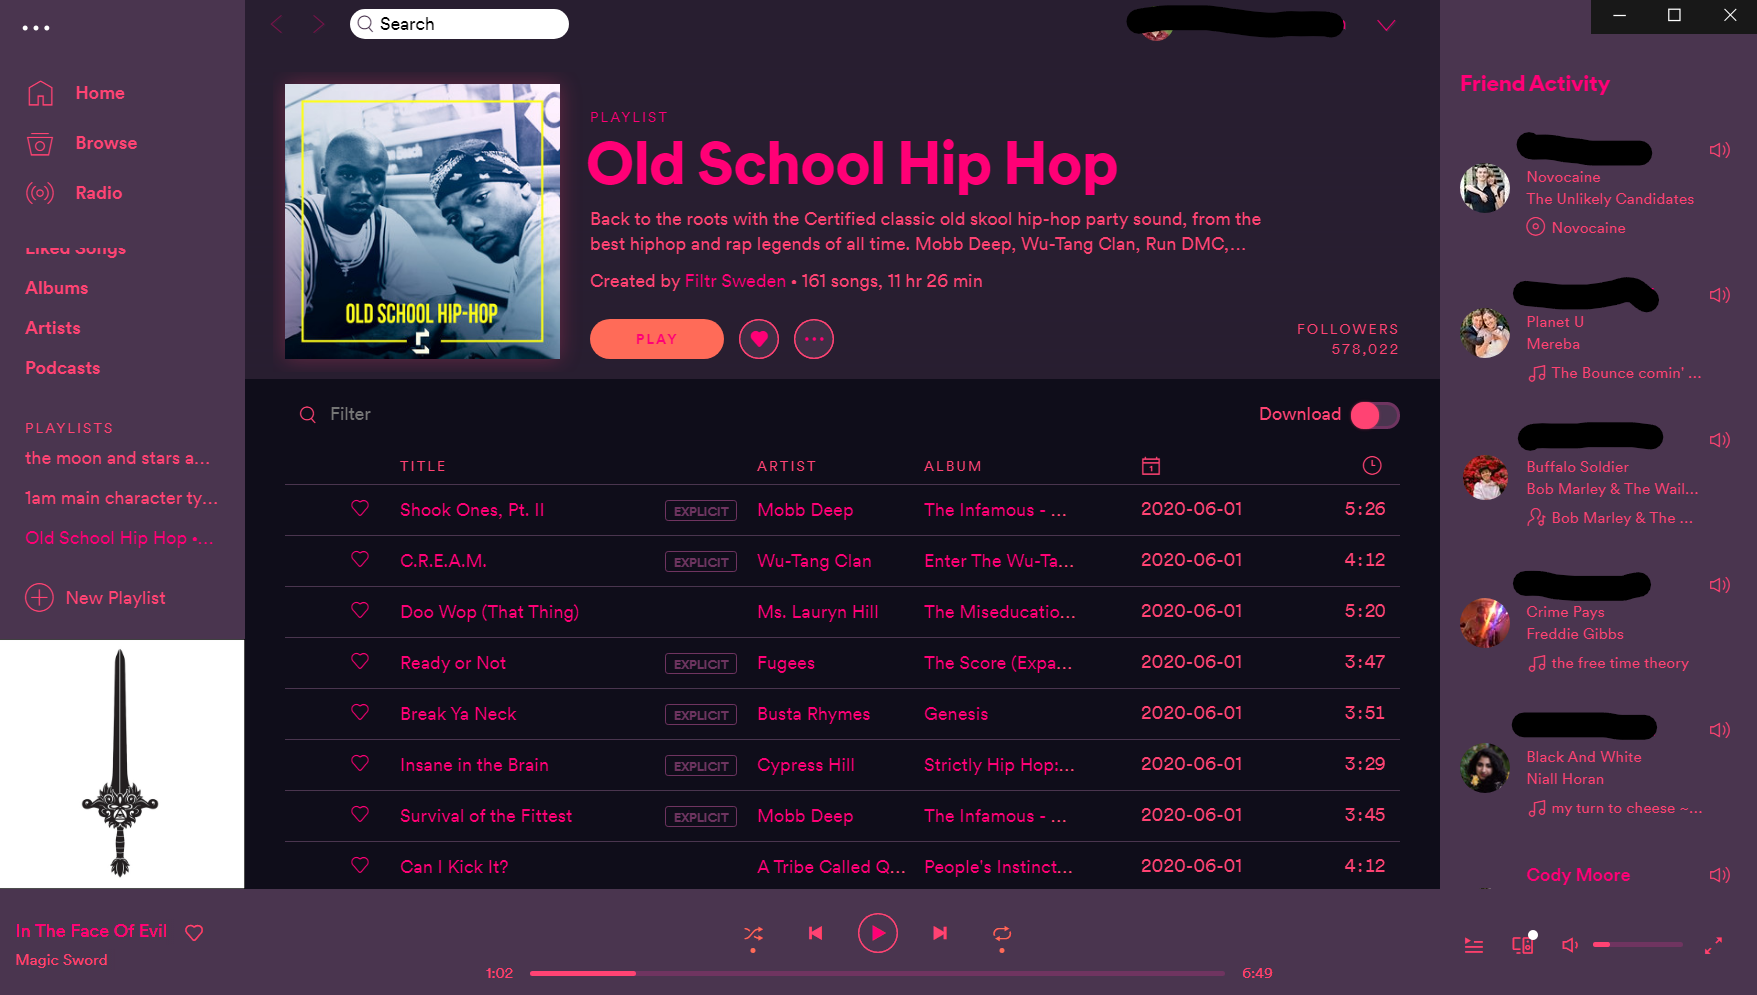 Search
Home
Browse
Radio
Liked Songs
Albums
Artists
Podcasts
PLAYLISTS
the moon and stars a...
1am main character ty...
Old School Hip Hop •...
New Playlist
OLD SCHOOL HIP-HOP
PLAYLIST
Old School Hip Hop
Back to the roots with the Certified classic old skool hip-hop party sound, from the
best hiphop and rap legends of all time. Mobb Deep, Wu-Tang Clan, Run DMC,...
Created by Filtr Sweden • 161 songs, 11 hr 26 min
PLAY
FOLLOWERS
578,022
Filter
Download
TITLE ARTIST ALBUM
Shook Ones, Pt. II EXPLICIT Mobb Deep The Infamous - ... 2020-06-01 5:26
C.R.E.A.M. EXPLICIT Wu-Tang Clan Enter The Wu-Ta... 2020-06-01 4:12
Doo Wop (That Thing) Ms. Lauryn Hill The Miseducatio... 2020-06-01 5:20
Ready or Not EXPLICIT Fugees The Score (Expa... 2020-06-01 3:47
Break Ya Neck EXPLICIT Busta Rhymes Genesis 2020-06-01 3:51
Insane in the Brain EXPLICIT Cypress Hill Strictly Hip Hop:... 2020-06-01 3:29
Survival of the Fittest EXPLICIT Mobb Deep The Infamous - ... 2020-06-01 3:45
Can I Kick It? A Tribe Called Q... People's Instinct... 2020-06-01 4:12
Friend Activity
Novocaine
The Unlikely Candidates
Novocaine
Planet U
Mereba
The Bounce comin' ...
Buffalo Soldier
Bob Marley & The Wail...
Bob Marley & The ...
Crime Pays
Freddie Gibbs
the free time theory
Black And White
Niall Horan
my turn to cheese ~...
Cody Moore
In The Face Of Evil
Magic Sword
1:02
6:49